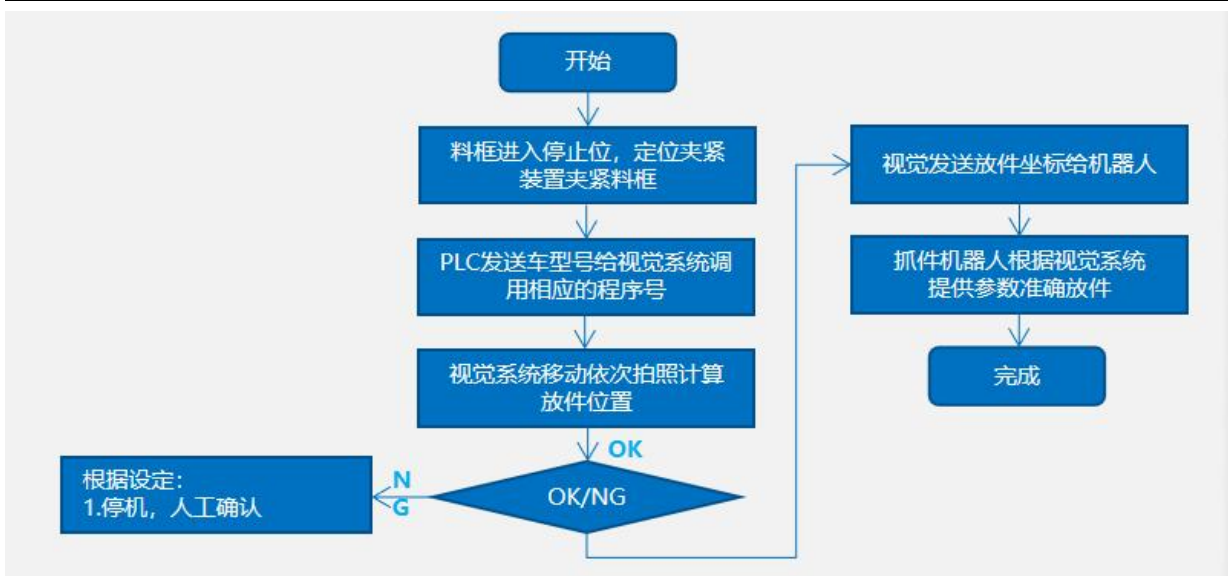 开始
料框进入停止位，定位夹紧
装置夹紧料框
PLC发送车型号给视觉系统调
用相应的程序号
视觉系统移动依次拍照计算
放件位置
OK
OK/NG
N
G
根据设定：
1.停机，人工确认
视觉发送放件坐标给机器人
抓件机器人根据视觉系统
提供参数准确放件
完成